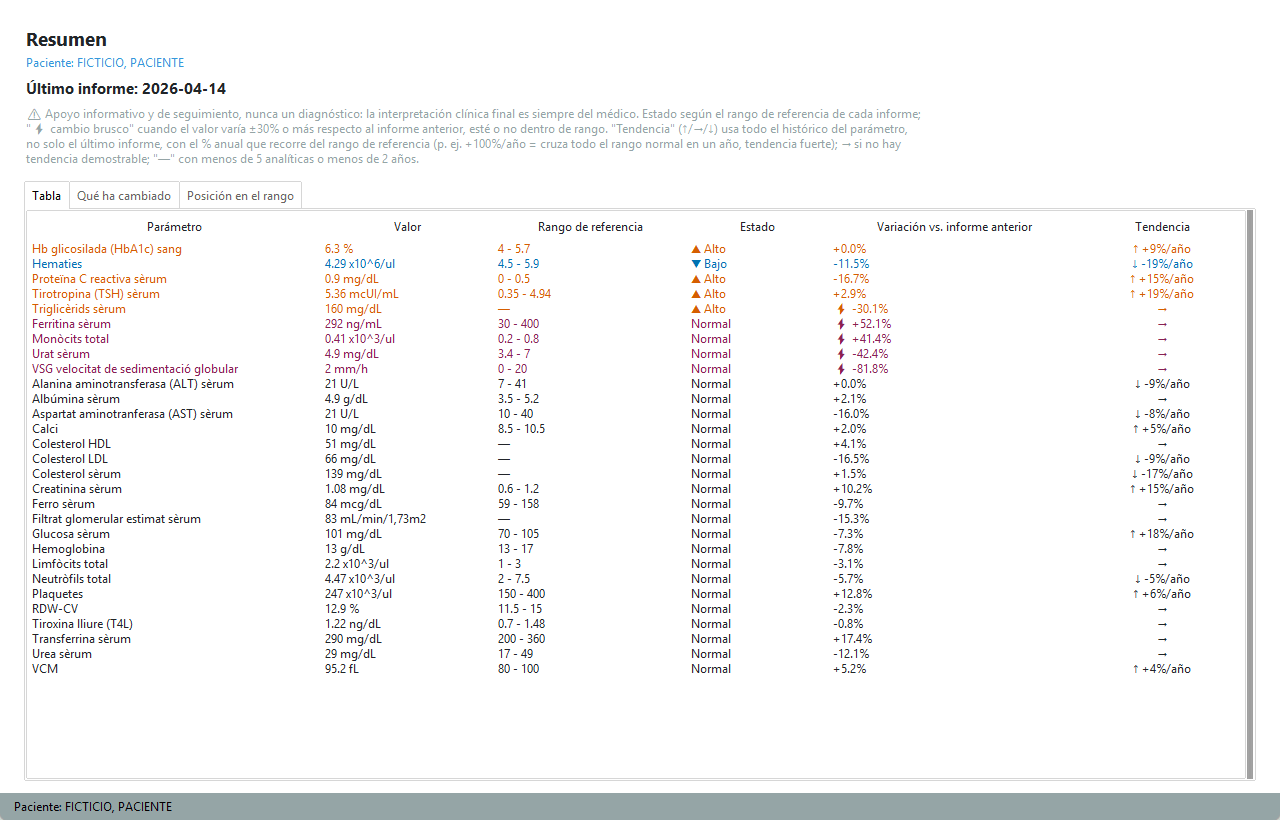 Resumen
Paciente: FICTICIO, PACIENTE
Último informe: 2026-04-14
⚠ Apoyo informativo y de seguimiento, nunca un diagnóstico: la interpretación clínica final es siempre del médico. Estado según el rango de referencia de cada informe;
"⚡ cambio brusco" cuando el valor varía ±30% o más respecto al informe anterior, esté o no dentro de rango. "Tendencia" (↑/→/↓) usa todo el histórico del parámetro,
no solo el último informe, con el % anual que recorre del rango de referencia (p. ej. +100%/año = cruza todo el rango normal en un año, tendencia fuerte); → si no hay
tendencia demostrable; "—" con menos de 5 analíticas o menos de 2 años.
Tabla Qué ha cambiado Posición en el rango
Parámetro Valor Rango de referencia Estado Variación vs. informe anterior Tendencia
Hb glicosilada (HbA1c) sang 6.3 % 4 - 5.7 ▲ Alto +0.0% ↑ +9%/año
Hematies 4.29 x10^6/ul 4.5 - 5.9 ▼ Bajo -11.5% ↓ -19%/año
Proteïna C reactiva sèrum 0.9 mg/dL 0 - 0.5 ▲ Alto -16.7% ↑ +15%/año
Tirotropina (TSH) sèrum 5.36 mcUI/mL 0.35 - 4.94 ▲ Alto +2.9% ↑ +19%/año
Triglicèrids sèrum 160 mg/dL — ▲ Alto ⚡ -30.1% →
Ferritina sèrum 292 ng/mL 30 - 400 Normal ⚡ +52.1% →
Monòcits total 0.41 x10^3/ul 0.2 - 0.8 Normal ⚡ +41.4% →
Urat sèrum 4.9 mg/dL 3.4 - 7 Normal ⚡ -42.4% →
VSG velocitat de sedimentació globular 2 mm/h 0 - 20 Normal ⚡ -81.8% →
Alanina aminotransferasa (ALT) sèrum 21 U/L 7 - 41 Normal +0.0% ↓ -9%/año
Albúmina sèrum 4.9 g/dL 3.5 - 5.2 Normal +2.1% →
Aspartat aminotranferasa (AST) sèrum 21 U/L 10 - 40 Normal -16.0% ↓ -8%/año
Calci 10 mg/dL 8.5 - 10.5 Normal +2.0% ↑ +5%/año
Colesterol HDL 51 mg/dL — Normal +4.1% →
Colesterol LDL 66 mg/dL — Normal -16.5% ↓ -9%/año
Colesterol sèrum 139 mg/dL — Normal +1.5% ↓ -17%/año
Creatinina sèrum 1.08 mg/dL 0.6 - 1.2 Normal +10.2% ↑ +15%/año
Ferro sèrum 84 mcg/dL 59 - 158 Normal -9.7% →
Filtrat glomerular estimat sèrum 83 mL/min/1,73m2 — Normal -15.3% →
Glucosa sèrum 101 mg/dL 70 - 105 Normal -7.3% ↑ +18%/año
Hemoglobina 13 g/dL 13 - 17 Normal -7.8% →
Limfòcits total 2.2 x10^3/ul 1 - 3 Normal -3.1% →
Neutròfils total 4.47 x10^3/ul 2 - 7.5 Normal -5.7% ↓ -5%/año
Plaquetes 247 x10^3/ul 150 - 400 Normal +12.8% ↑ +6%/año
RDW-CV 12.9 % 11.5 - 15 Normal -2.3% →
Tiroxina lliure (T4L) 1.22 ng/dL 0.7 - 1.48 Normal -0.8% →
Transferrina sèrum 290 mg/dL 200 - 360 Normal +17.4% →
Urea sèrum 29 mg/dL 17 - 49 Normal -12.1% →
VCM 95.2 fL 80 - 100 Normal +5.2% ↑ +4%/año
Paciente: FICTICIO, PACIENTE